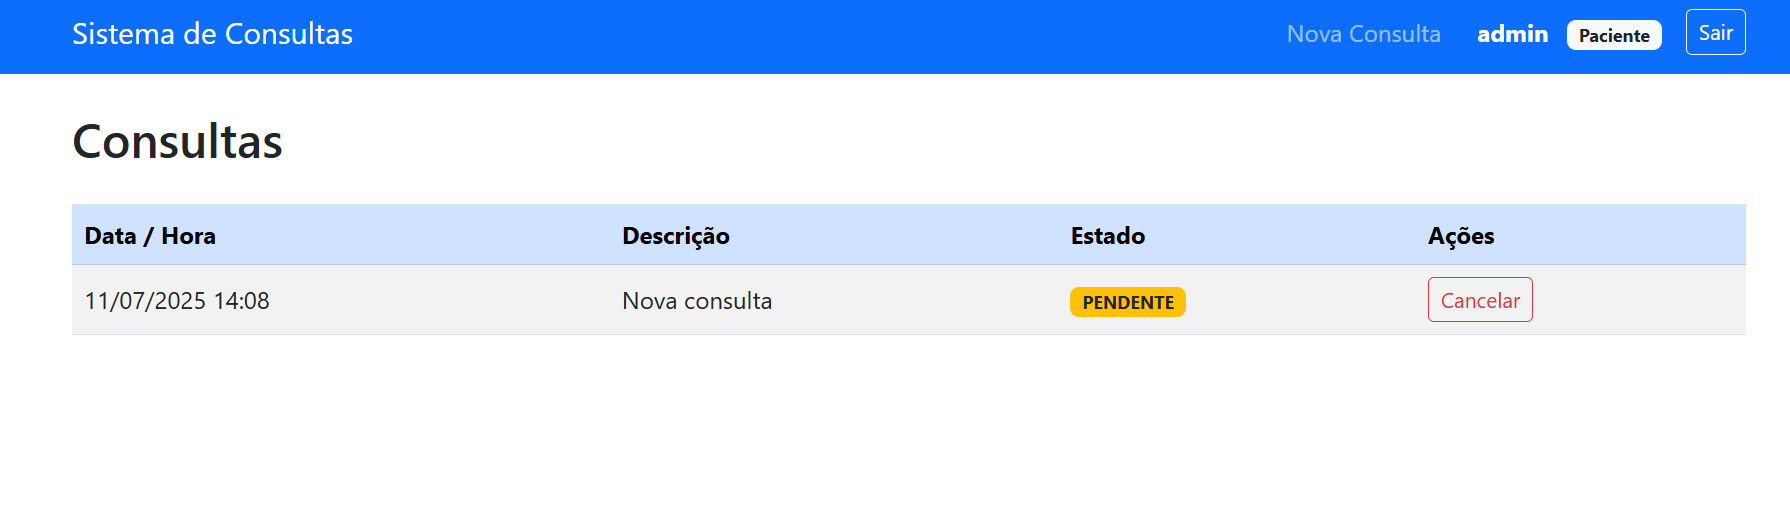 Sistema de Consultas Nova Consulta admin Paciente Sair
Consultas
Data / Hora Descrição Estado Ações
11/07/2025 14:08 Nova consulta PENDENTE Cancelar